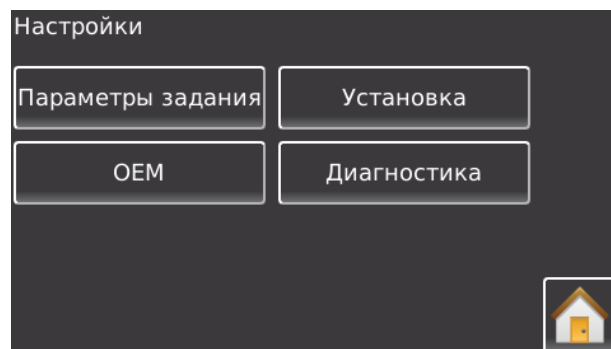 Настройки
Параметры задания
Установка
OEM
Диагностика